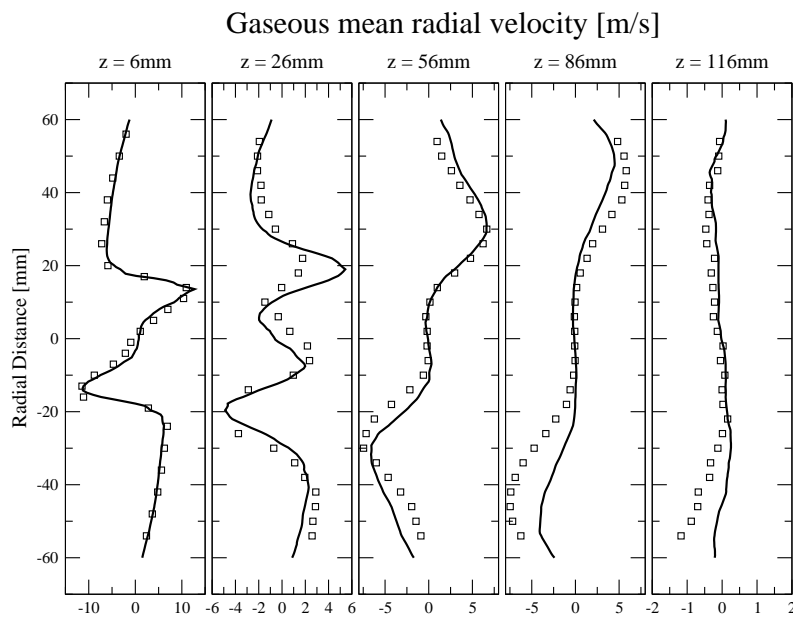 Gaseous mean radial velocity [m/s]
z = 6mm z = 26mm z = 56mm z = 86mm z = 116mm
Radial Distance [mm]
60
40
20
0
-20
-40
-60
-10 0 10 -6 -4 -2 0 2 4 6 -5 0 5 -5 0 5 -2 -1 0 1 2